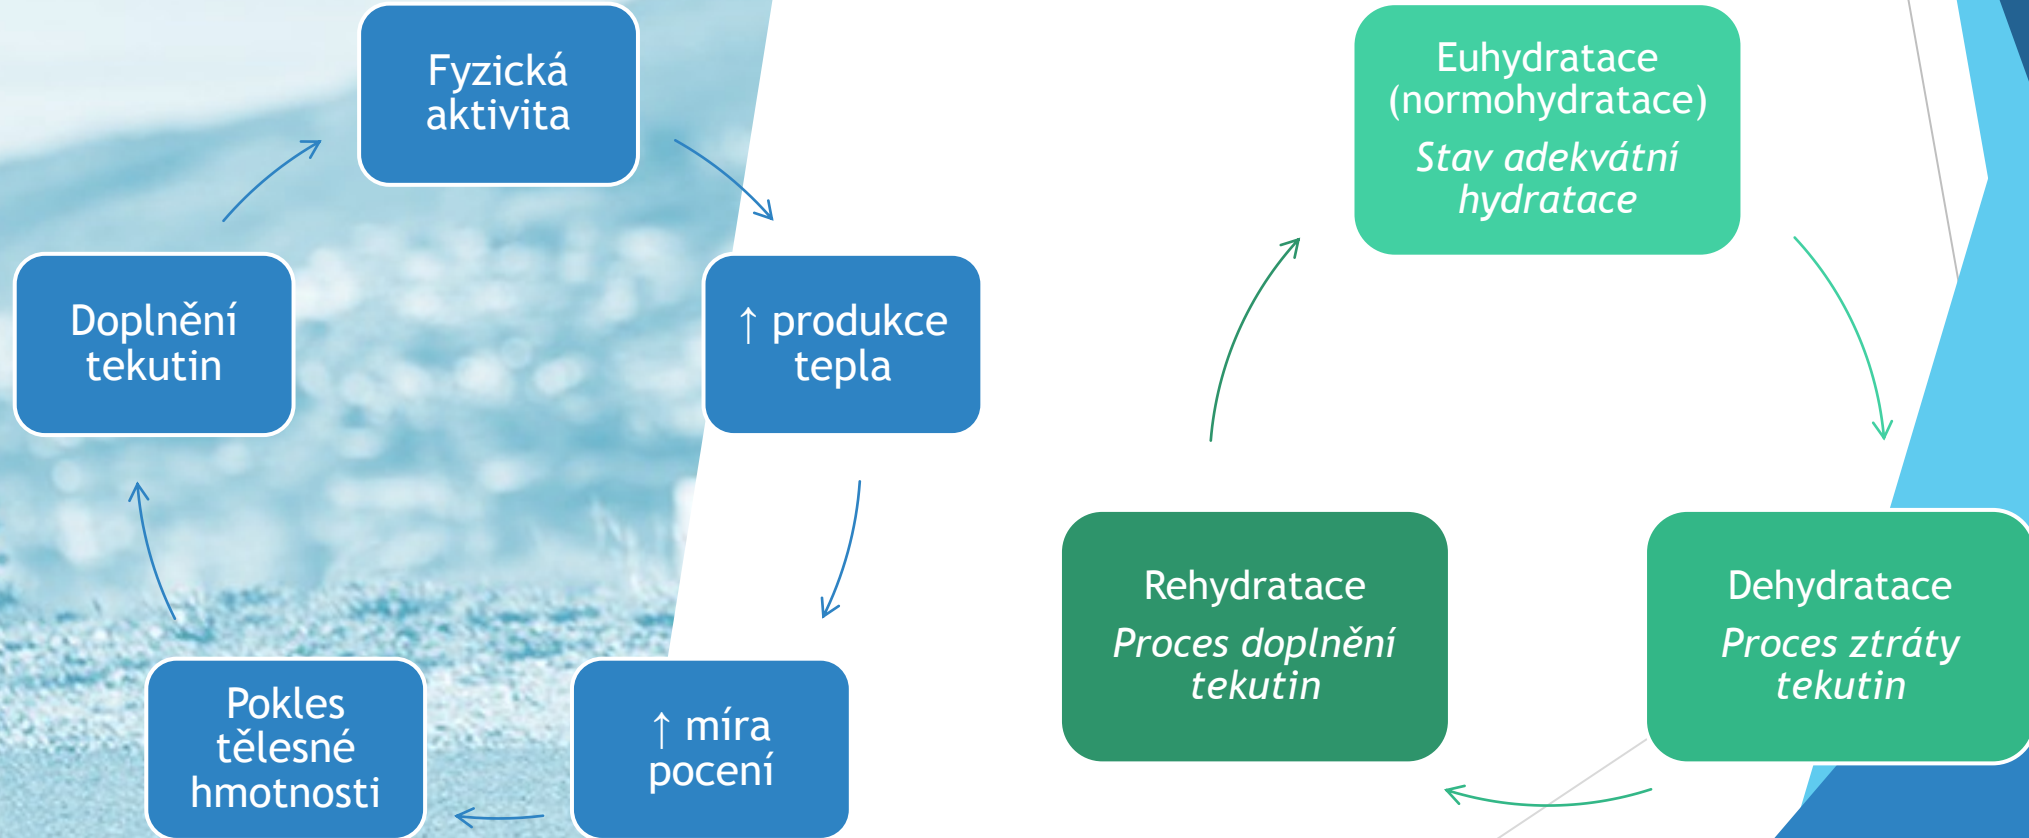 Fyzická
aktivita
↑ produkce
tepla
↑ míra
pocení
Pokles
tělesné
hmotnosti
Doplnění
tekutin
Euhydratace
(normohydratace)
Stav adekvátní
hydratace
Dehydratace
Proces ztráty
tekutin
Rehydratace
Proces doplnění
tekutin